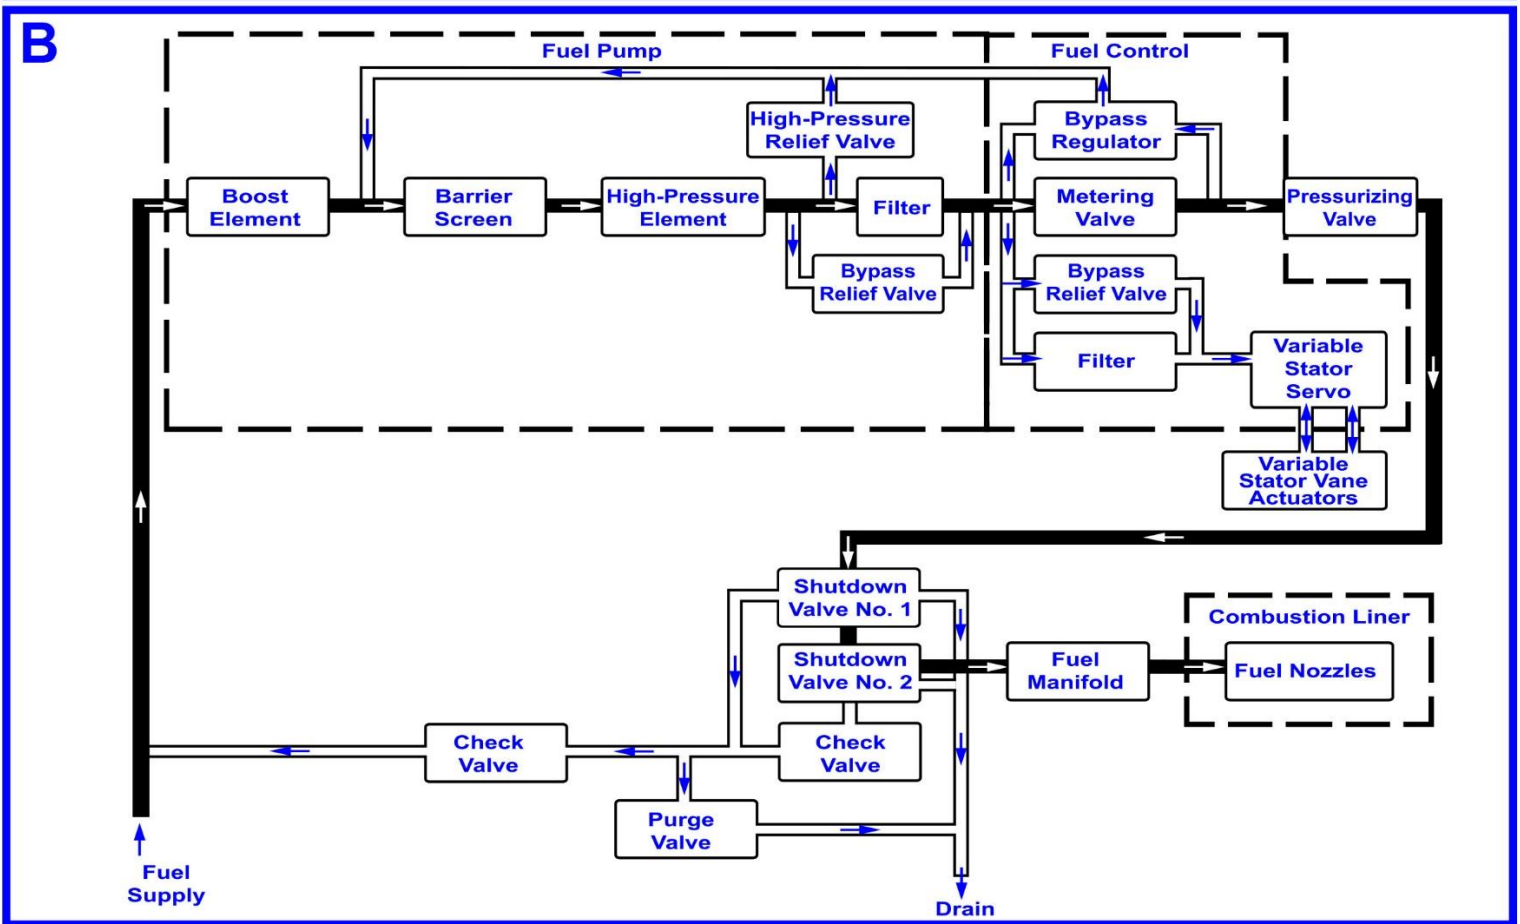 B
Fuel Pump
Fuel Control
High-Pressure
Relief Valve
Bypass
Regulator
Boost
Element
Barrier
Screen
High-Pressure
Element
Filter
Metering
Valve
Pressurizing
Valve
Bypass
Relief Valve
Bypass
Relief Valve
Filter
Variable
Stator
Servo
Variable
Stator Vane
Actuators
Shutdown
Valve No. 1
Combustion Liner
Shutdown
Valve No. 2
Fuel
Manifold
Fuel Nozzles
Check
Valve
Check
Valve
Purge
Valve
Fuel
Supply
Drain